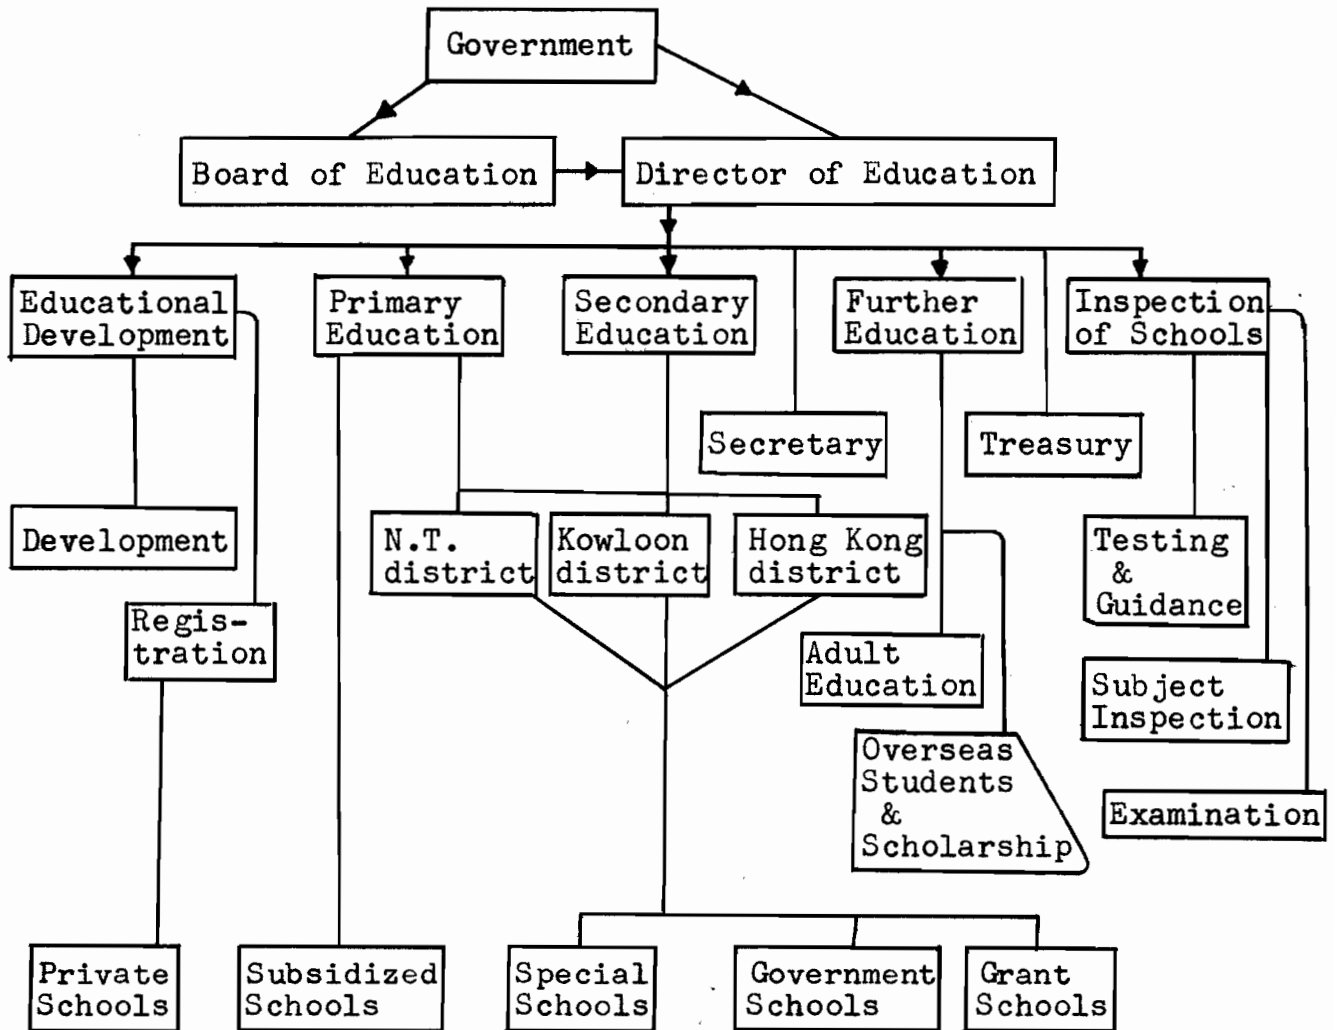 Government
Board of Education
Director of Education
Educational
Development
Primary
Education
Secondary
Education
Further
Education
Inspection
of Schools
Secretary
Treasury
Development
N.T.
district
Kowloon
district
Hong Kong
district
Testing
&
Guidance
Regis-
tration
Adult
Education
Subject
Inspection
Overseas
Students
&
Scholarship
Examination
Private
Schools
Subsidized
Schools
Special
Schools
Government
Schools
Grant
Schools